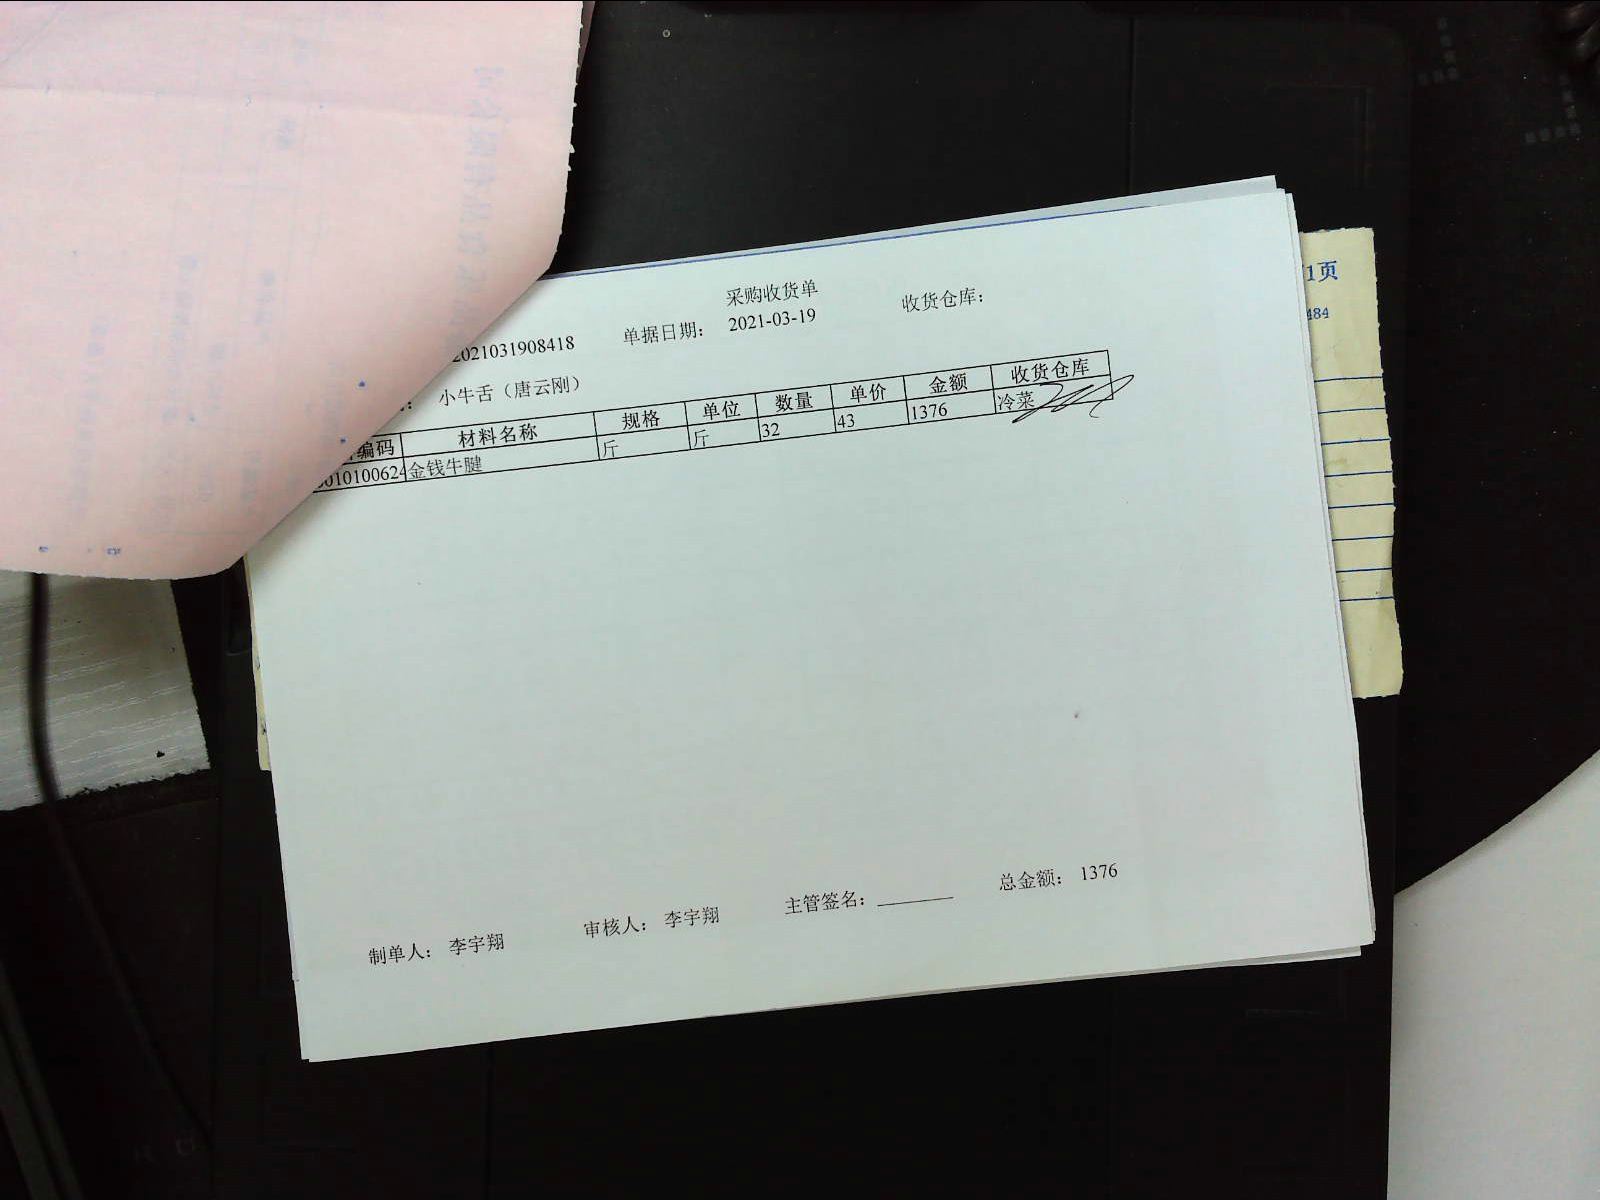 采购收货单
2021031908418 单据日期： 2021-03-19 收货仓库：
小牛舌（唐云刚）
编码 材料名称 规格 单位 数量 单价 金额 收货仓库
010100624 金钱牛腱 斤 斤 32 43 1376 冷菜
制单人： 李宇翔 审核人： 李宇翔 主管签名： 总金额： 1376
1页
484